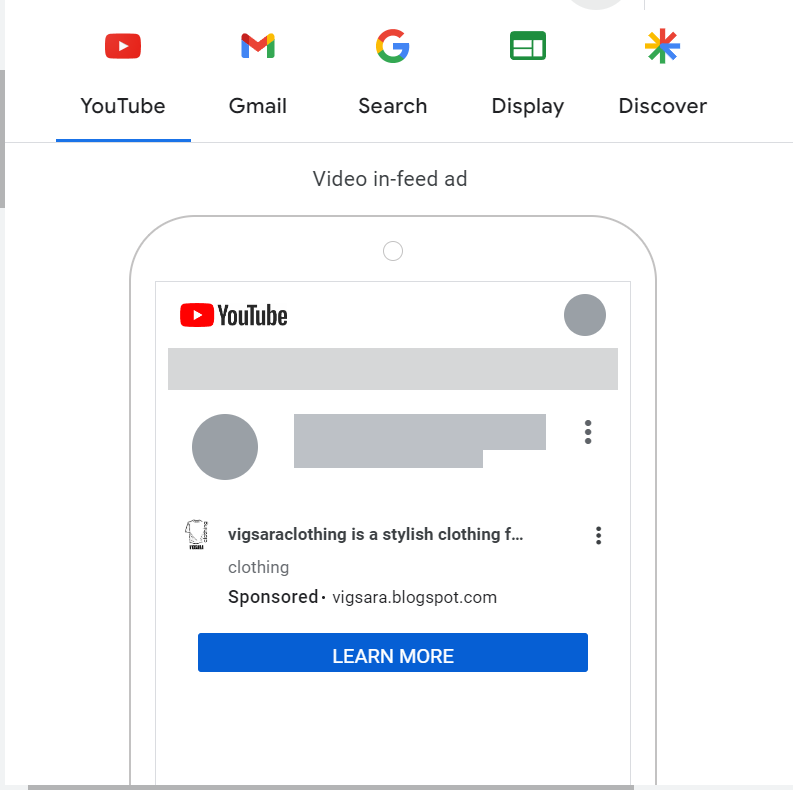 YouTube Gmail Search Display Discover
Video in-feed ad
YouTube
vigsaraclothing is a stylish clothing f...
clothing
clothing
Sponsored · vigsara.blogspot.com
LEARN MORE